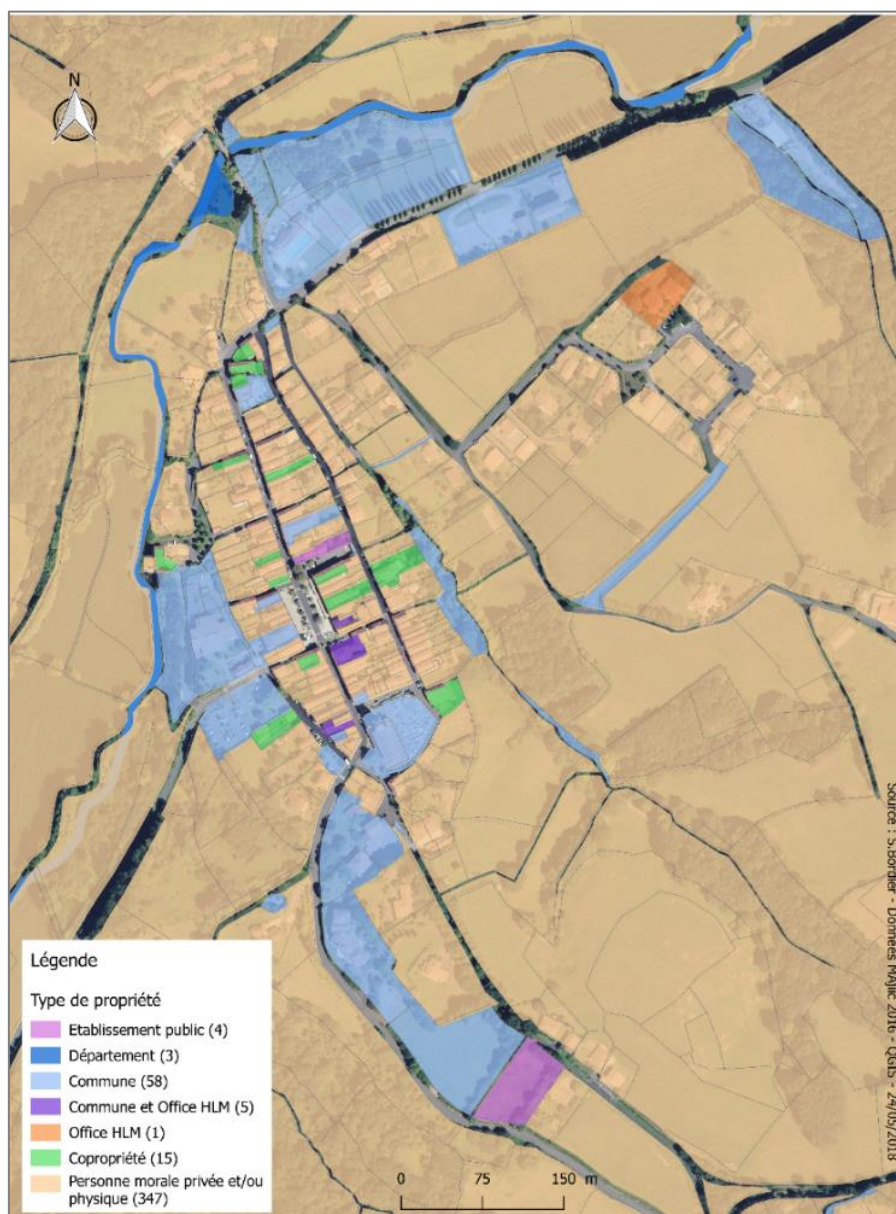 N
Légende
Type de propriété
Etablissement public (4)
Département (3)
Commune (58)
Commune et Office HLM (5)
Office HLM (1)
Copropriété (15)
Personne morale privée et/ou
physique (347)
0 75 150 m
Source : S.Bordier - Données MAJIC 2016 - QGIS - 24/05/2018